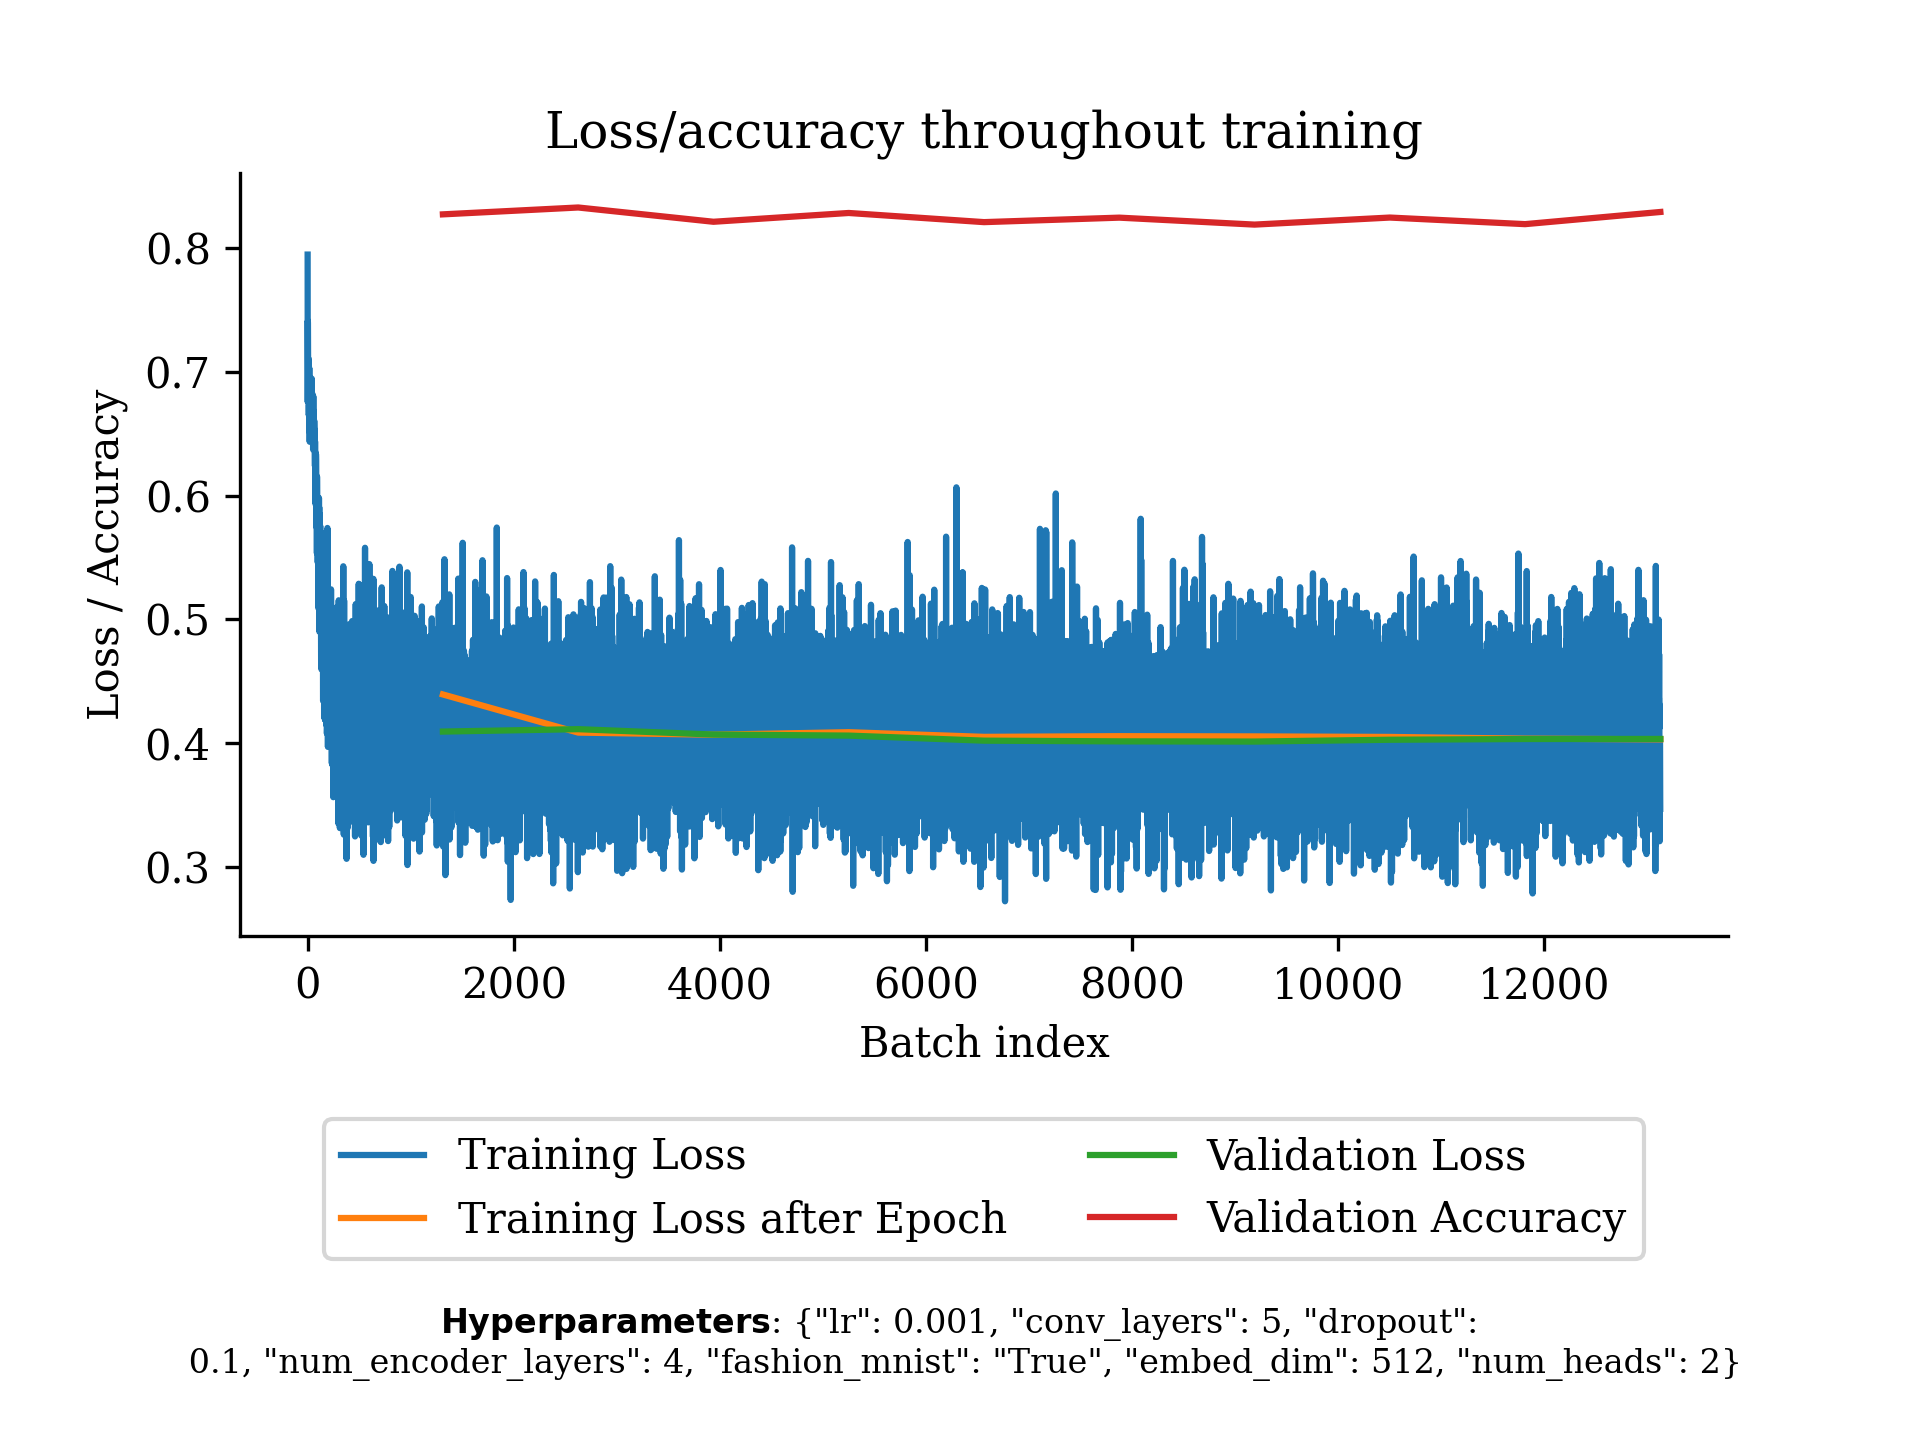 Loss/accuracy throughout training
Loss / Accuracy
0.8
0.7
0.6
0.5
0.4
0.3
0 2000 4000 6000 8000 10000 12000
Batch index
Training Loss
Training Loss after Epoch
Validation Loss
Validation Accuracy
Hyperparameters: {"lr": 0.001, "conv_layers": 5, "dropout":
0.1, "num_encoder_layers": 4, "fashion_mnist": "True", "embed_dim": 512, "num_heads": 2}